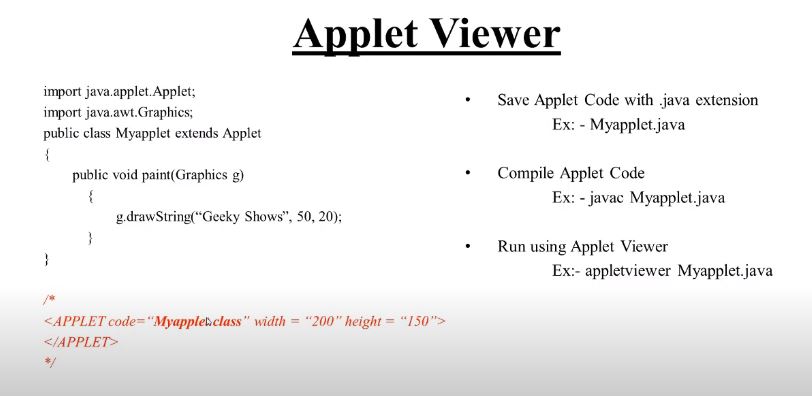 Applet Viewer
import java.applet.Applet;
import java.awt.Graphics;
public class Myapplet extends Applet
{
public void paint(Graphics g)
{
g.drawString(“Geeky Shows”, 50, 20);
}
}
/*
<APPLET code=“Myapplet.class” width = “200” height = “150”>
</APPLET>
*/
• Save Applet Code with .java extension
Ex: - Myapplet.java
• Compile Applet Code
Ex: - javac Myapplet.java
• Run using Applet Viewer
Ex:- appletviewer Myapplet.java